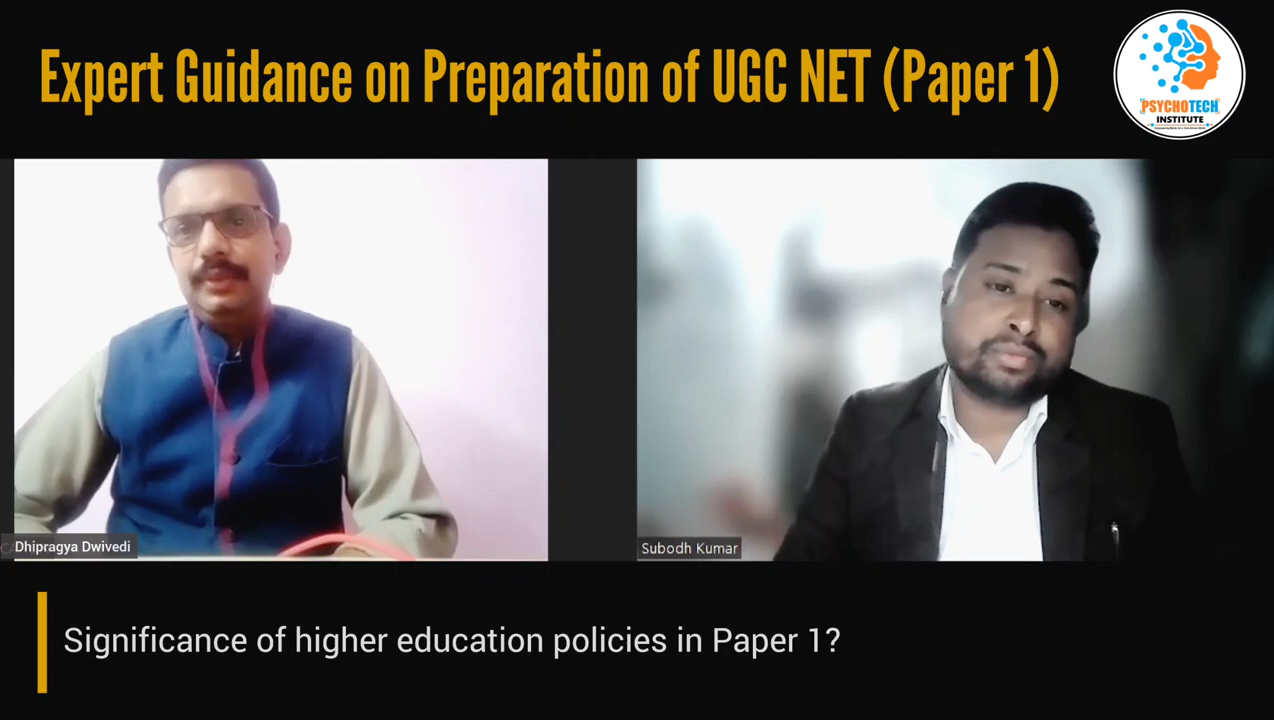 Expert Guidance on Preparation of UGC NET (Paper 1)
PSYCHOTECH
INSTITUTE
Dhipragya Dwivedi
Subodh Kumar
Significance of higher education policies in Paper 1?